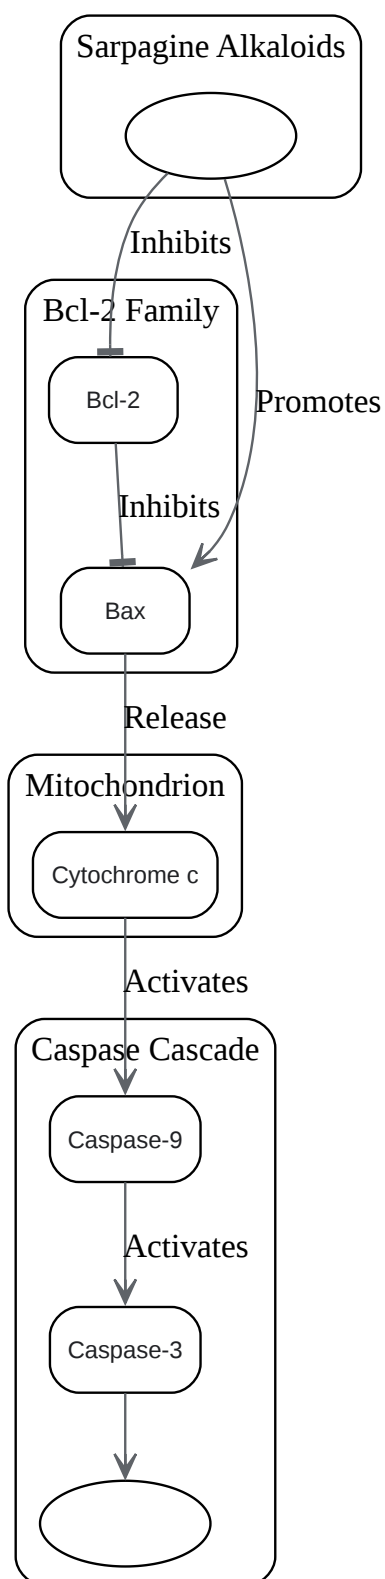 Sarpagine Alkaloids
Inhibits
Bcl-2 Family
Bcl-2
Promotes
Inhibits
Bax
Release
Mitochondrion
Cytochrome c
Activates
Caspase Cascade
Caspase-9
Activates
Caspase-3